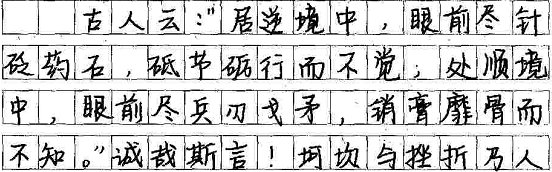 古人云："居逆境中，眼前尽针
砭药石，砥节砺行而不觉；处顺境
中，眼前尽兵刃戈矛，销膏靡骨而
不知。"诚哉斯言！坷坎与挫折乃人